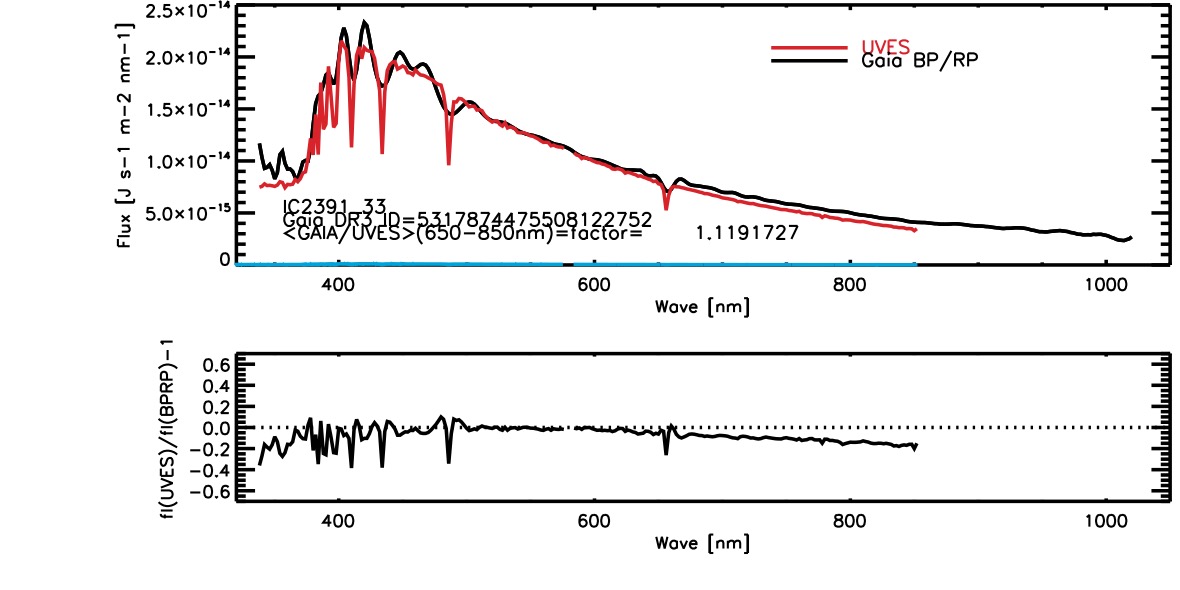 2.5×10⁻¹⁴
2.0×10⁻¹⁴
1.5×10⁻¹⁴
1.0×10⁻¹⁴
5.0×10⁻¹⁵
0
Flux [J s−1 m−2 nm−1]
UVES
Gaia BP/RP
IC2391_33
Gaia DR3 ID=5317874475508122752
<GAIA/UVES>(650−850nm)=factor= 1.1191727
400 600 800 1000
Wave [nm]
0.6
0.4
0.2
0.0
−0.2
−0.4
−0.6
fl(UVES)/fl(BPRP)−1
400 600 800 1000
Wave [nm]